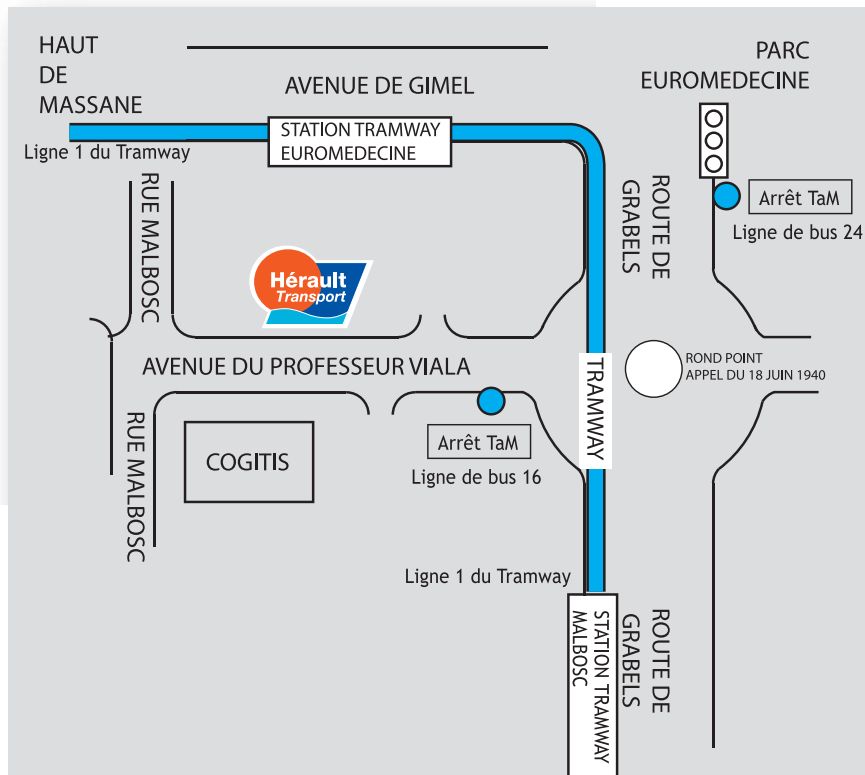 HAUT
DE
MASSANE
AVENUE DE GIMEL
PARC
EUROMEDECINE
STATION TRAMWAY
EUROMEDECINE
Ligne 1 du Tramway
RUE MALBOSC
ROUTE DE
GRABELS
Arrêt TaM
Ligne de bus 24
Hérault
Transport
AVENUE DU PROFESSEUR VIALA
TRAMWAY
ROND POINT
APPEL DU 18 JUIN 1940
RUE MALBOSC
COGITIS
Arrêt TaM
Ligne de bus 16
Ligne 1 du Tramway
STATION TRAMWAY
MALBOSC
ROUTE DE
GRABELS